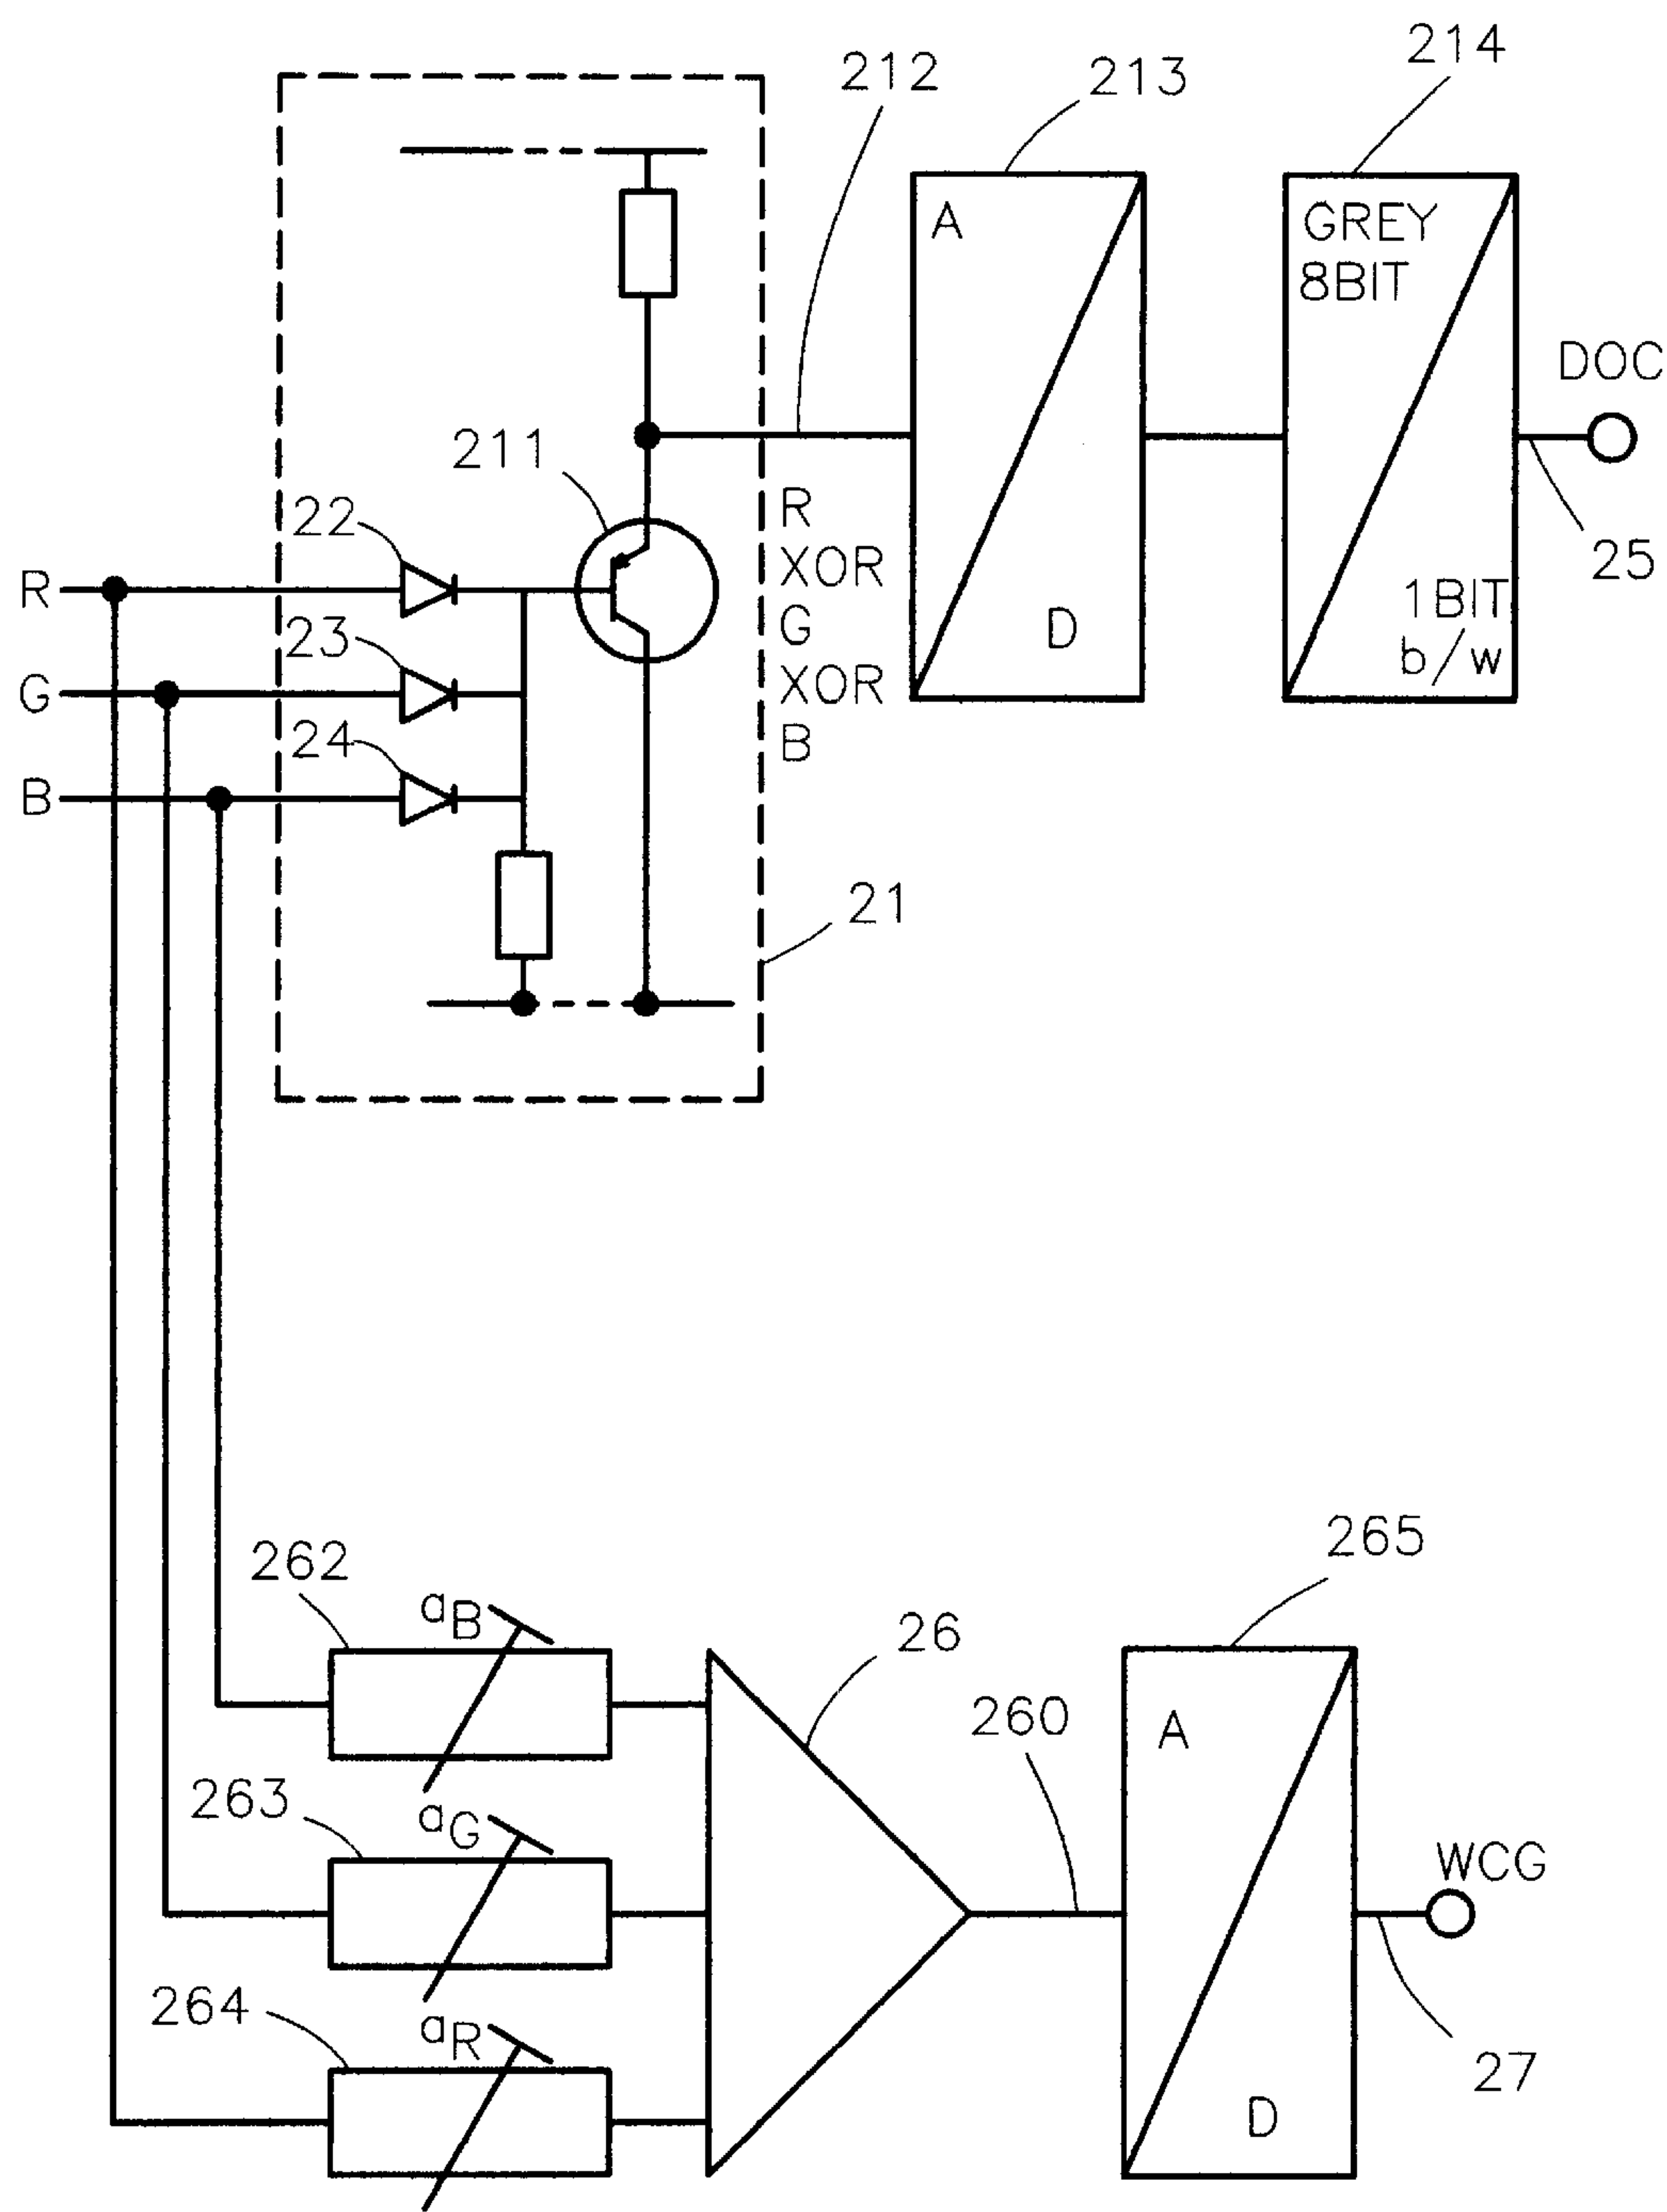 212
213
214
A
GREY
8BIT
DOC
211
22
R
XOR
G
XOR
B
25
R
23
D
1BIT
b/w
G
24
B
21
262
aB
26
265
260
A
263
aG
WCG
264
aR
27
D